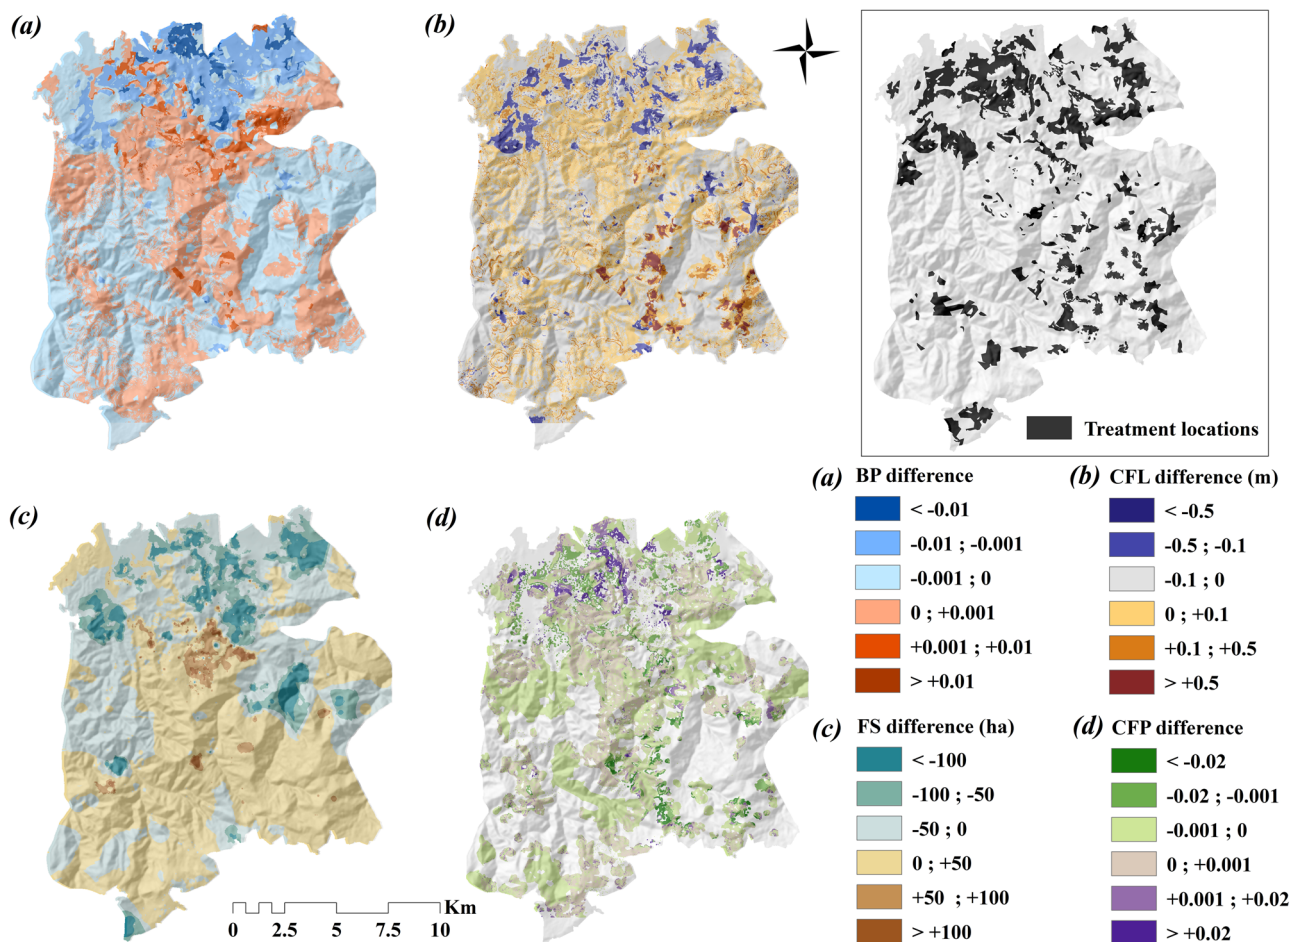 (a)
(b)
Treatment locations
(c)
(d)
Km
0 2.5 5 7.5 10
(a) BP difference
< -0.01
-0.01 ; -0.001
-0.001 ; 0
0 ; +0.001
+0.001 ; +0.01
> +0.01
(b) CFL difference (m)
< -0.5
-0.5 ; -0.1
-0.1 ; 0
0 ; +0.1
+0.1 ; +0.5
> +0.5
(c) FS difference (ha)
< -100
-100 ; -50
-50 ; 0
0 ; +50
+50 ; +100
> +100
(d) CFP difference
< -0.02
-0.02 ; -0.001
-0.001 ; 0
0 ; +0.001
+0.001 ; +0.02
> +0.02